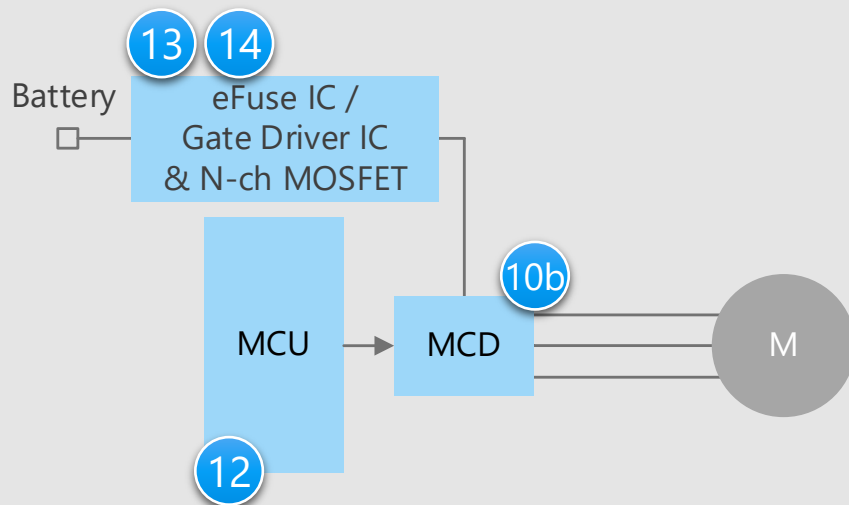 13 14
Battery
eFuse IC /
Gate Driver IC
& N-ch MOSFET
10b
MCU
MCD
M
12